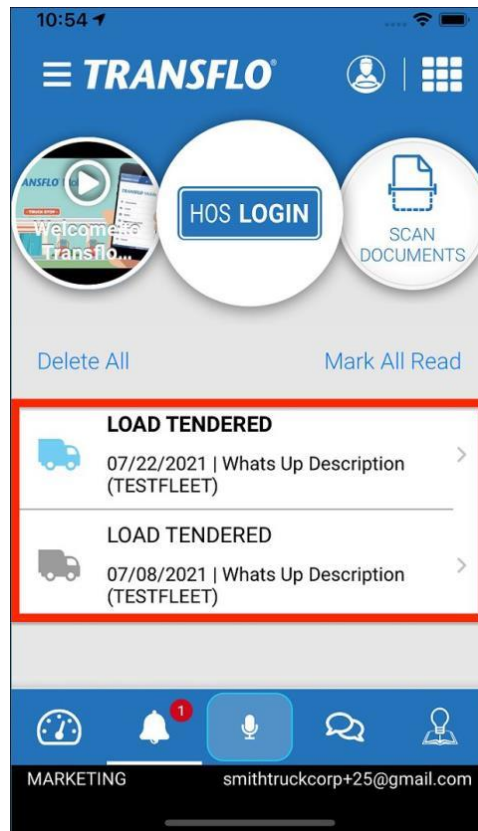 10:54
TRANSFLO®
ANSFLO
Welcome to
Transflo...
HOS LOGIN
SCAN
DOCUMENTS
Delete All
Mark All Read
LOAD TENDERED
07/22/2021 | Whats Up Description
(TESTFLEET)
LOAD TENDERED
07/08/2021 | Whats Up Description
(TESTFLEET)
1
MARKETING
smithtruckcorp+25@gmail.com